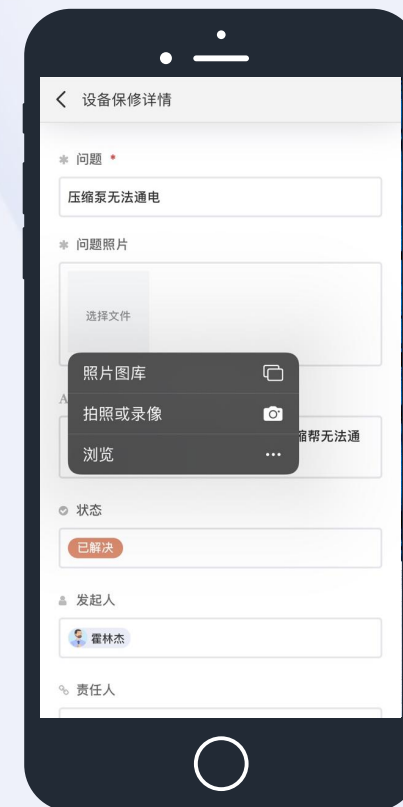 设备保修详情
问题 *
压缩泵无法通电
问题照片
选择文件
照片图库
A
拍照或录像
缩帮无法通
浏览
状态
已解决
发起人
霍林杰
责任人